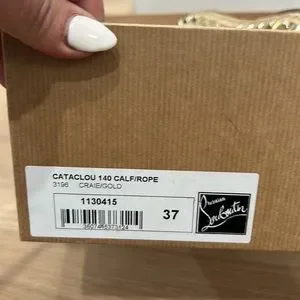 CATACLOU 140 CALF/ROPE
3196 CRAIE/GOLD
1130415
37
Christian
Louboutin